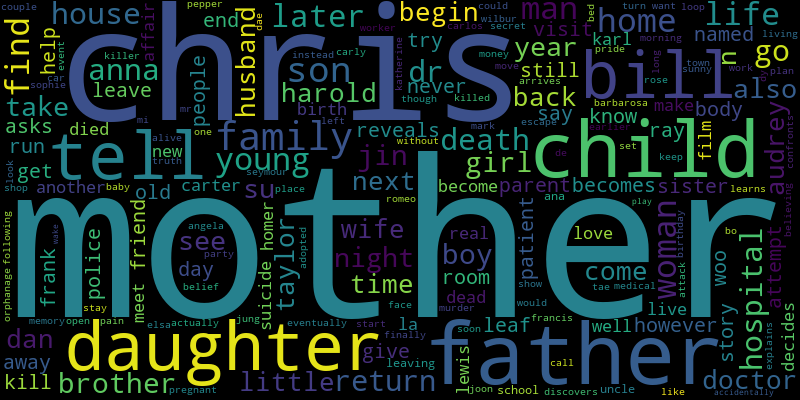 couple pepper worker could wilbur bed turn want loop
house end later begin man home life
secret
event car sophie
find help chris husband affair dae
killer instead carly katherine money move arrives
try year visit karl named pride morning
long town sunny work by plan
anna leave people son dr never still bill n go
mr though killed mark escape barbarosa rose
take harold back say know make body also
asks died birth left earlier
run new tell family reveals death ray film audrey
mi alive truth one without de set keep
get young jin girl child
look shop another baby old carter su place seymour next become parent becomes sister learns confronts believing
orphanage following mother romeo ana play
angela party adopted wife real boy patient love bo birthday
see night woman attempt
frank police day belief homer taylor time room come woo hospital
memory stay open pain meet friend suicide face dead show tae medical attack
elsa actually jung eventually murder would live
wake
start la leaf francis well however story explains
dan daughter finally soon father decides
away give lewis call doctor
kill brother little return leaving joon school discovers uncle like
pregnant accidentally